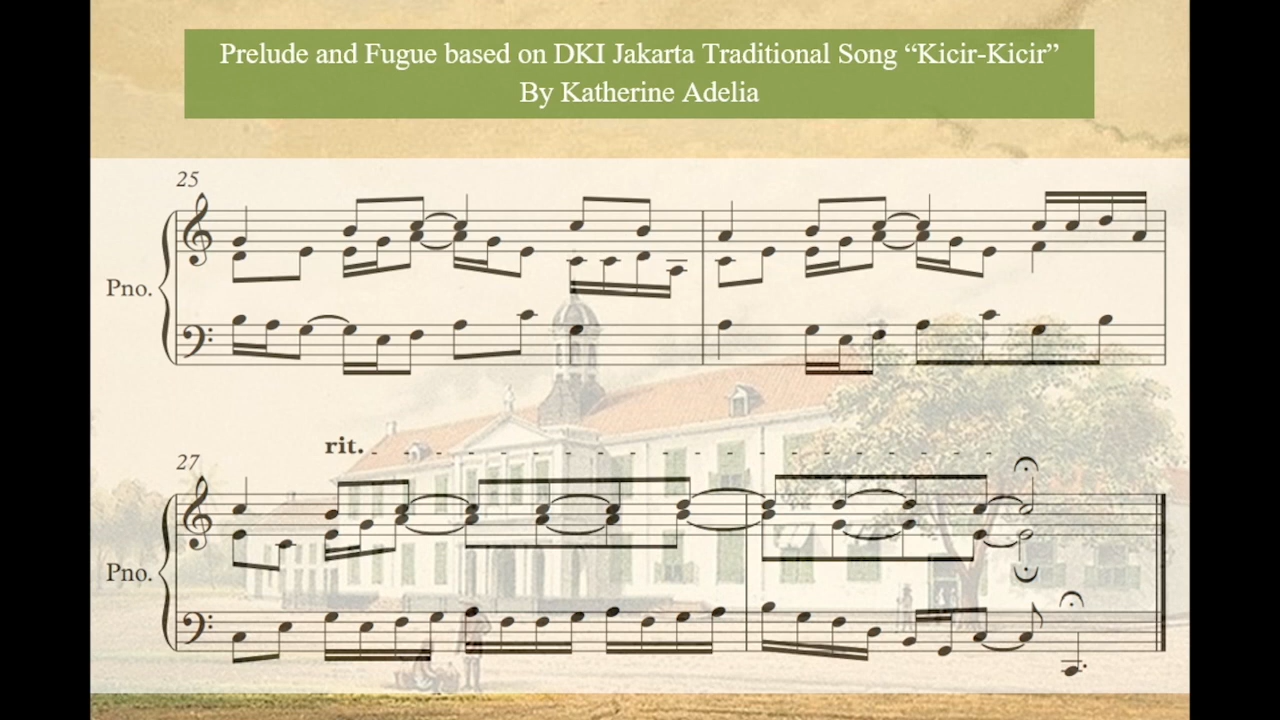 Prelude and Fugue based on DKI Jakarta Traditional Song “Kicir-Kicir”
By Katherine Adelia
25
Pno.
rit.
27
Pno.